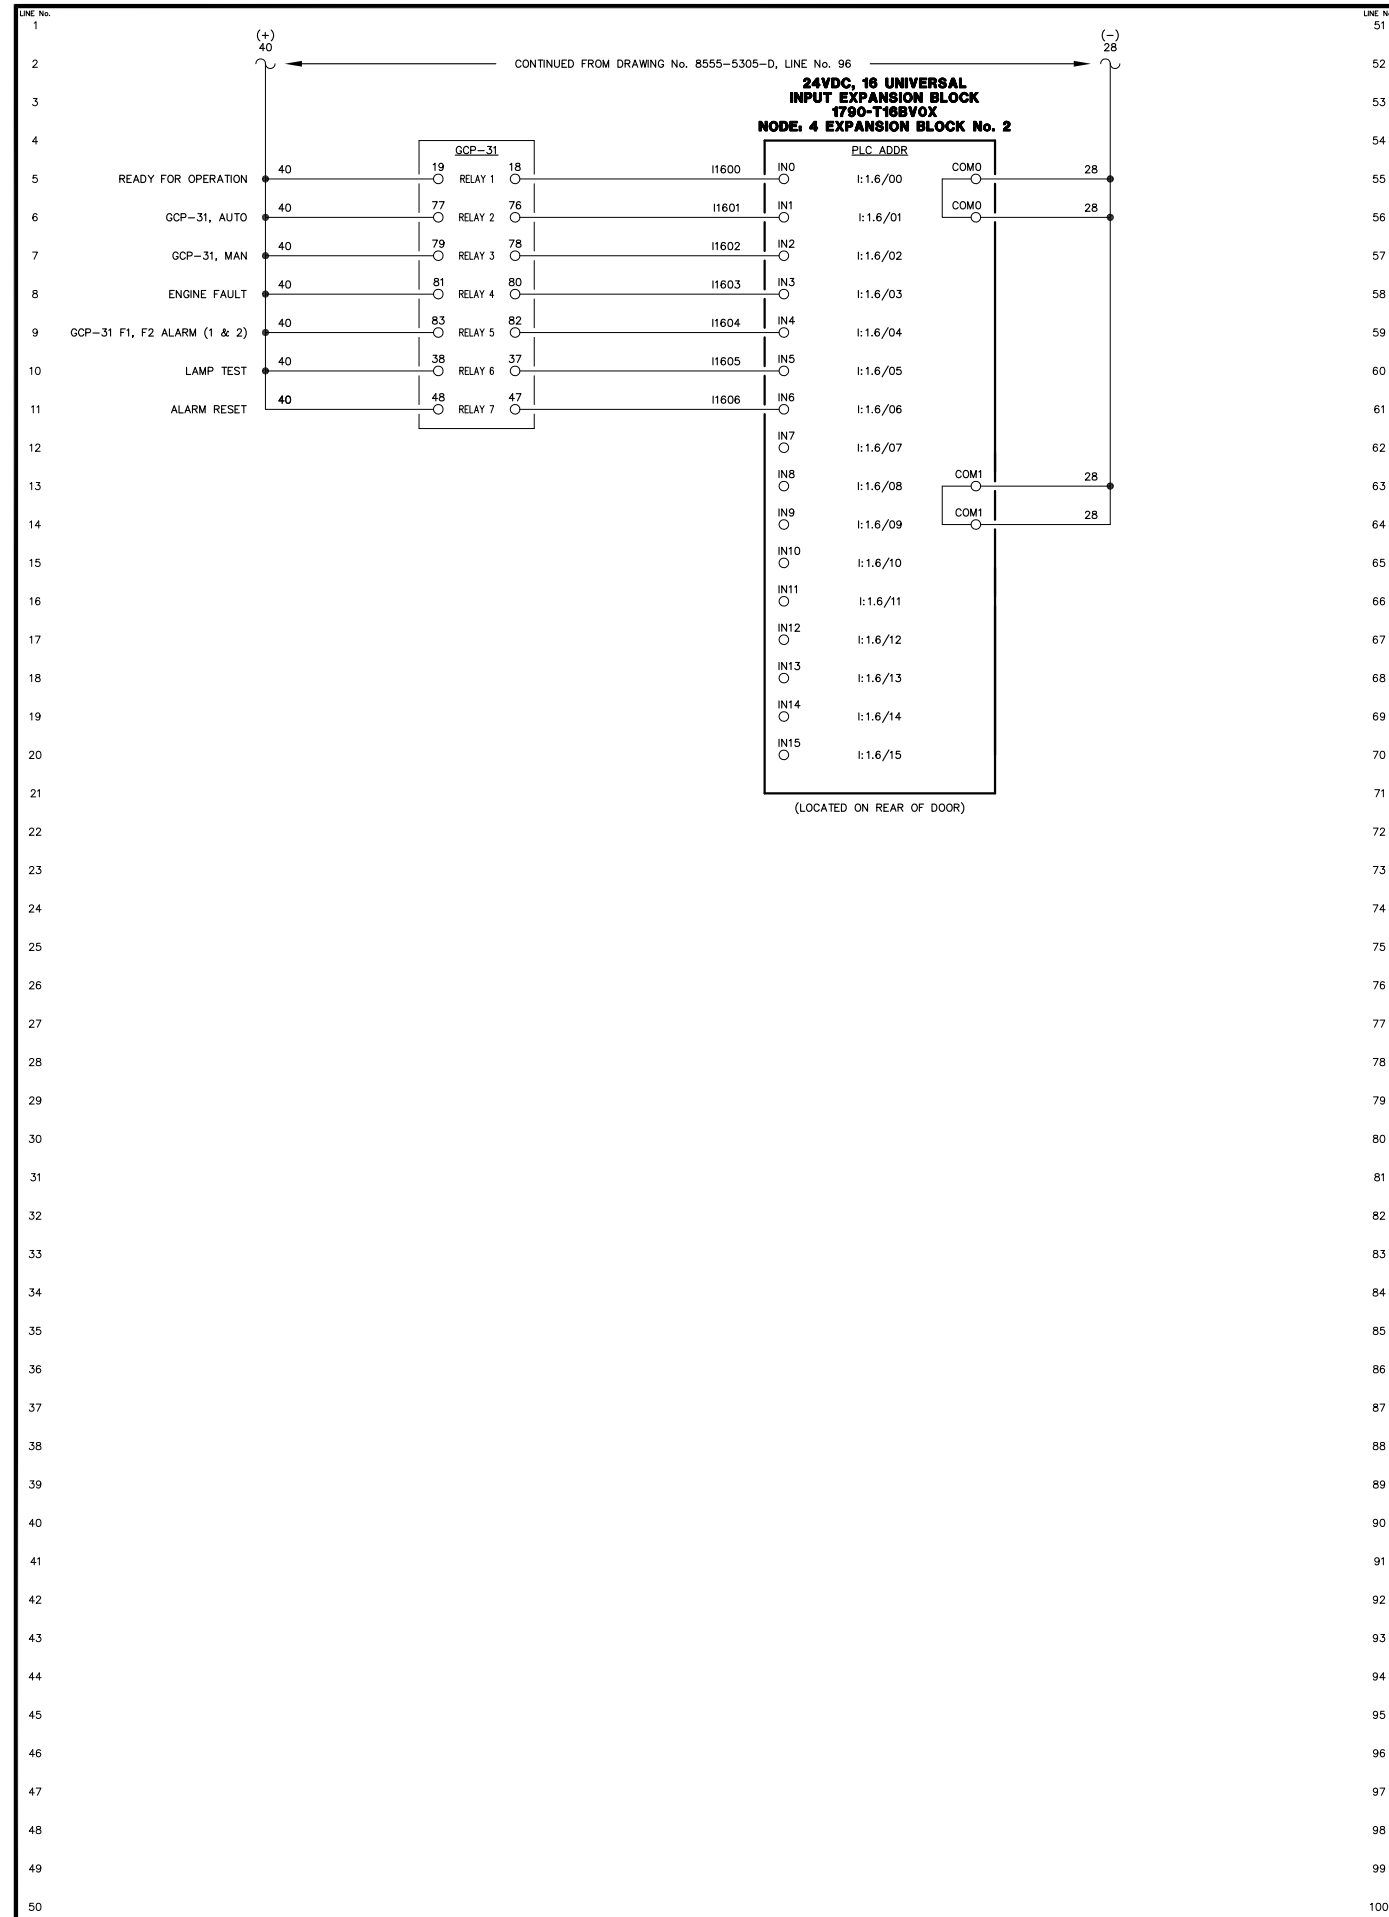 LINE No.
LINE N
1
51
(+)
40
(-)
28
2
CONTINUED FROM DRAWING No. 8555-5305-D, LINE No. 96
52
24VDC, 16 UNIVERSAL
INPUT EXPANSION BLOCK
1790-T16BV0X
NODE: 4 EXPANSION BLOCK No. 2
3
53
4
54
GCP-31
PLC ADDR
5
READY FOR OPERATION
40
19
RELAY 1
18
I1600
IN0
I:1.6/00
COM0
28
55
6
GCP-31, AUTO
40
77
RELAY 2
76
I1601
IN1
I:1.6/01
COM0
28
56
7
GCP-31, MAN
40
79
RELAY 3
78
I1602
IN2
I:1.6/02
57
8
ENGINE FAULT
40
81
RELAY 4
80
I1603
IN3
I:1.6/03
58
9
GCP-31 F1, F2 ALARM (1 & 2)
40
83
RELAY 5
82
I1604
IN4
I:1.6/04
59
10
LAMP TEST
40
38
RELAY 6
37
I1605
IN5
I:1.6/05
60
11
ALARM RESET
40
48
RELAY 7
47
I1606
IN6
I:1.6/06
61
12
IN7
I:1.6/07
62
13
IN8
I:1.6/08
COM1
28
63
14
IN9
I:1.6/09
COM1
28
64
15
IN10
I:1.6/10
65
16
IN11
I:1.6/11
66
17
IN12
I:1.6/12
67
18
IN13
I:1.6/13
68
19
IN14
I:1.6/14
69
20
IN15
I:1.6/15
70
21
71
(LOCATED ON REAR OF DOOR)
22
72
23
73
24
74
25
75
26
76
27
77
28
78
29
79
30
80
31
81
32
82
33
83
34
84
35
85
36
86
37
87
38
88
39
89
40
90
41
91
42
92
43
93
44
94
45
95
46
96
47
97
48
98
49
99
50
100